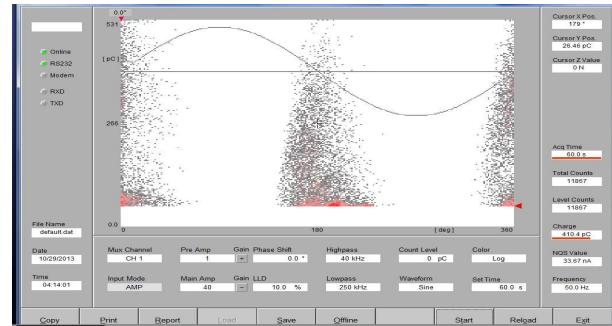 0.0°
531
[pC]
266
0.0
0
180
[deg]
360
Online
RS232
Modem
RXD
TXD
File Name
default.dat
Date
10/29/2013
Time
04:14:01
Cursor X Pos.
179 °
Cursor Y Pos.
26.46 pC
Cursor Z Value
0 N
Acq Time
60.0 s
Total Counts
11867
Level Counts
11867
Charge
410.4 pC
NQS Value
33.67 nA
Frequency
50.0 Hz
Mux Channel
CH 1
Pre Amp Gain
1 +
Phase Shift
0.0 °
Highpass
40 kHz
Count Level
0 pC
Color
Log
Input Mode
AMP
Main Amp Gain
40 −
LLD
10.0 %
Lowpass
250 kHz
Waveform
Sine
Set Time
60.0 s
Copy Print Report Load Save Offline Start Reload Exit